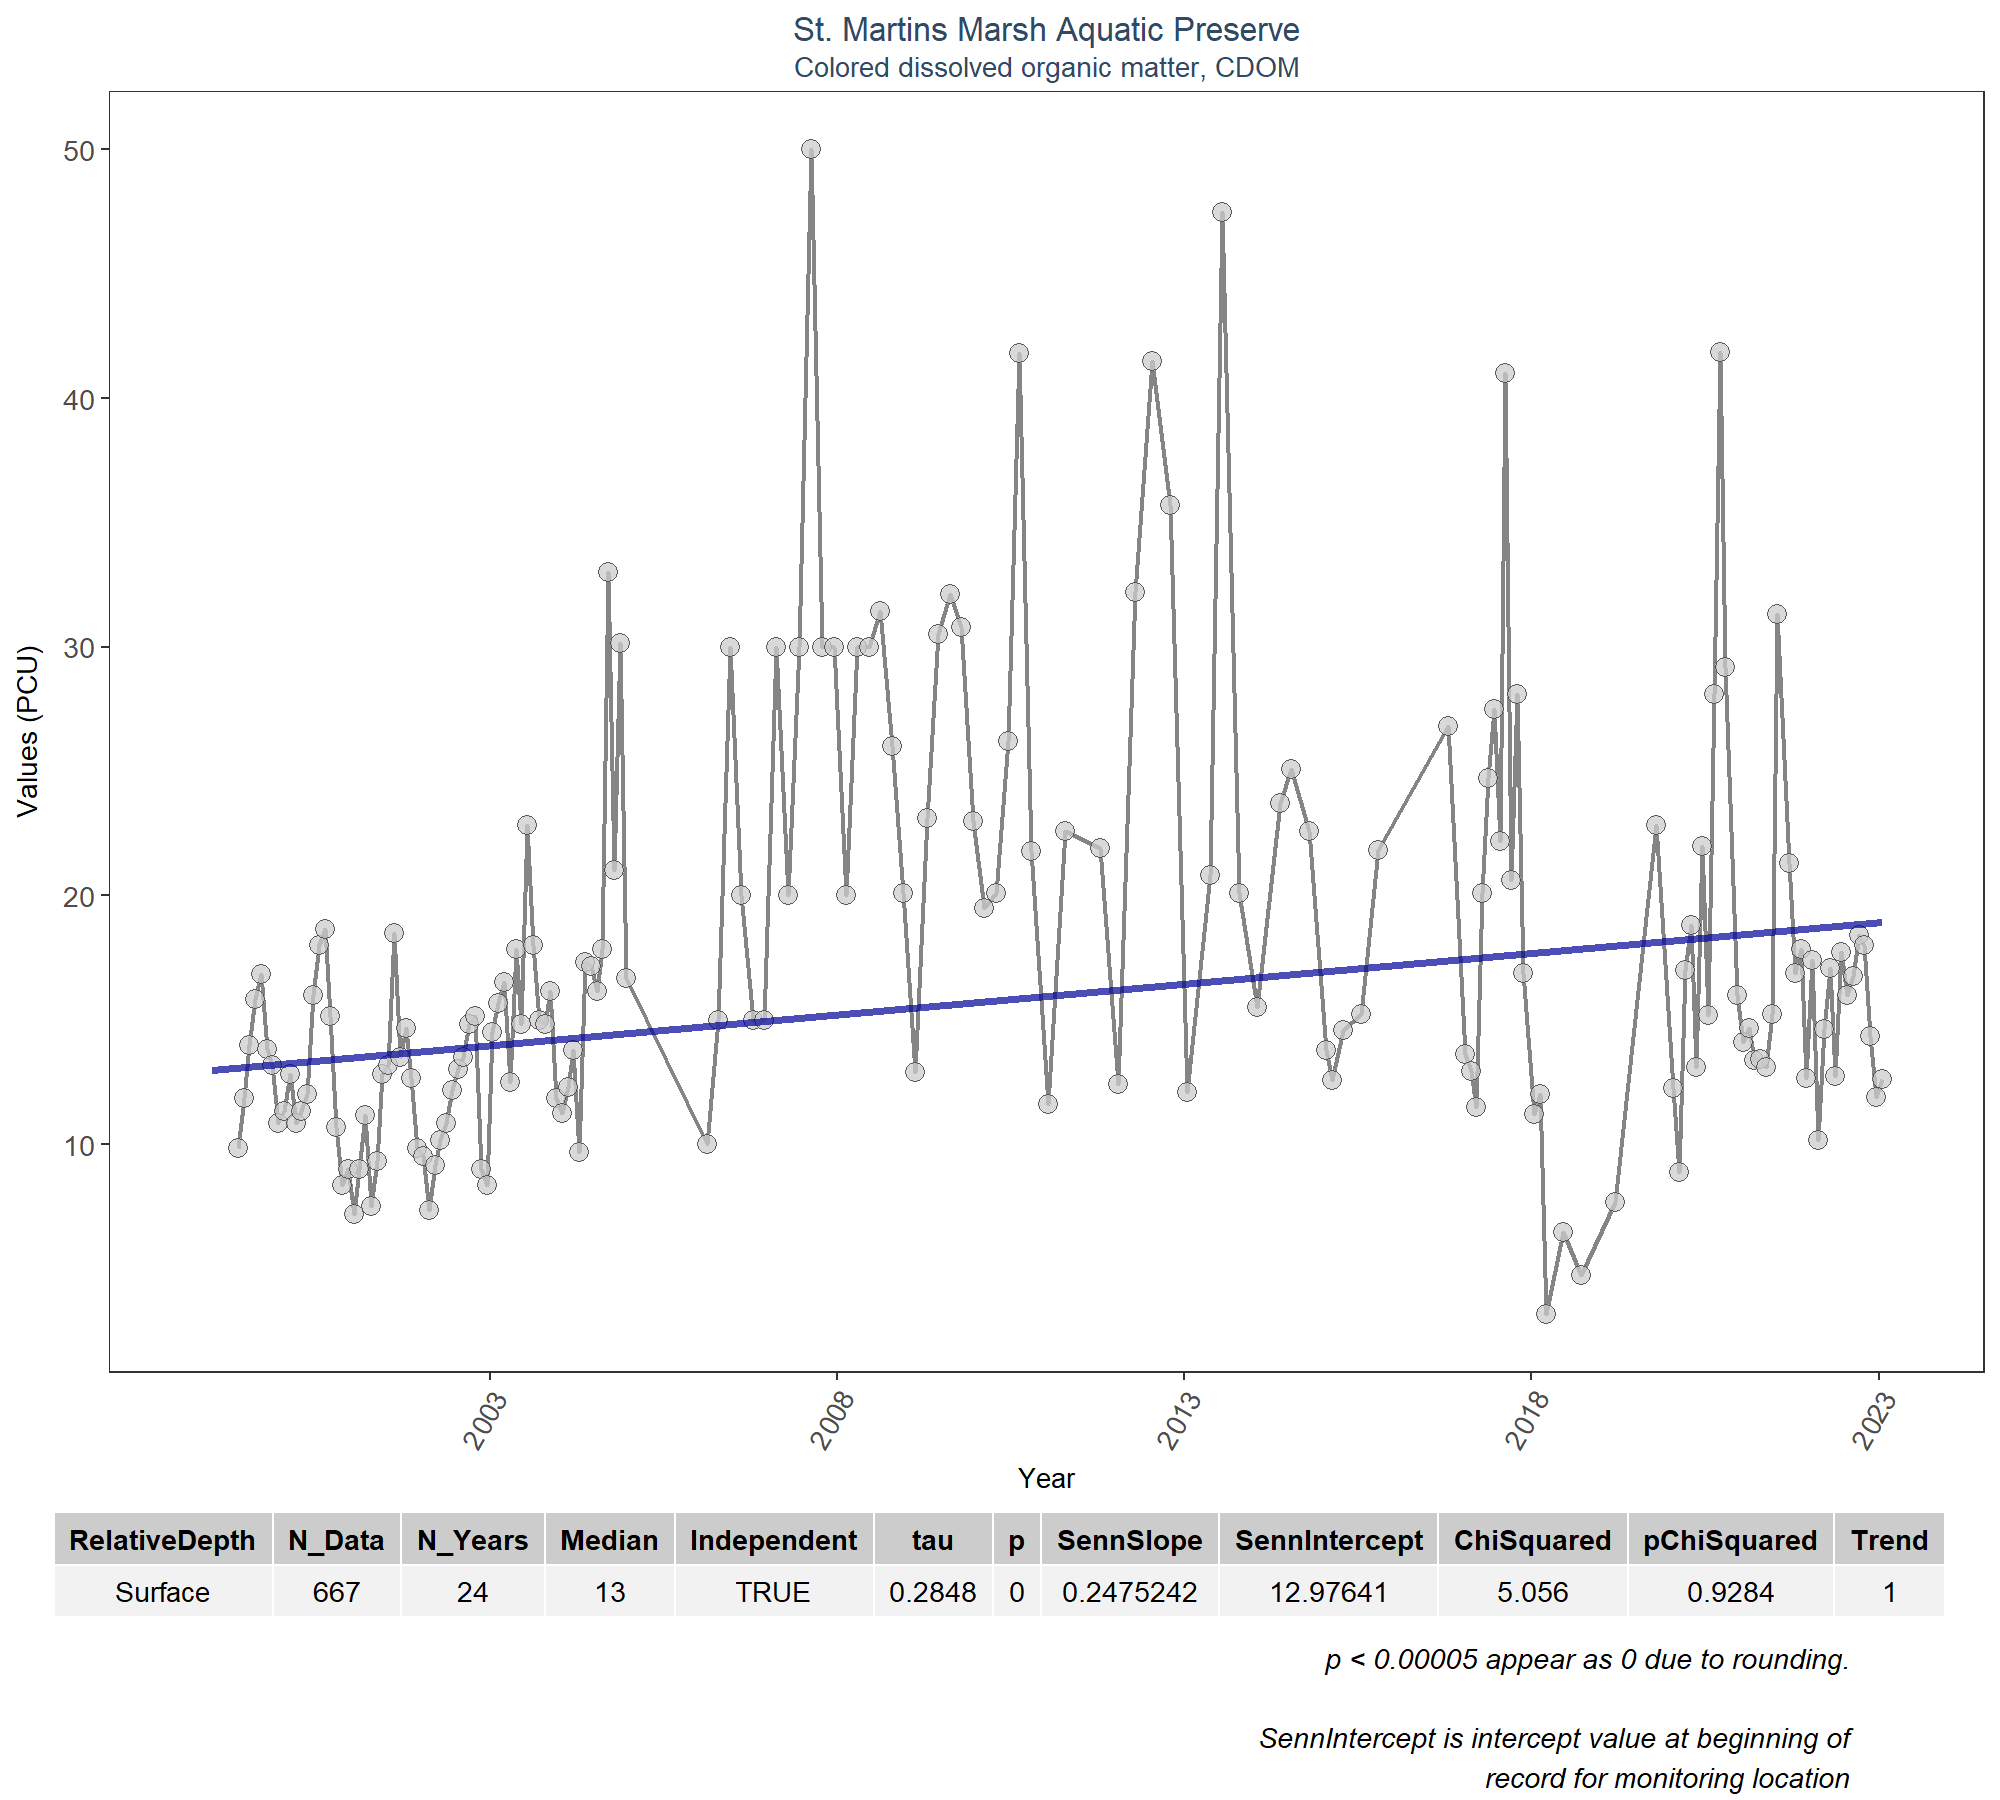 St. Martins Marsh Aquatic Preserve
Colored dissolved organic matter, CDOM
50
40
30
20
10
Values (PCU)
2003 2008 2013 2018 2023
Year
RelativeDepth N_Data N_Years Median Independent tau p SennSlope SennIntercept ChiSquared pChiSquared Trend
Surface 667 24 13 TRUE 0.2848 0 0.2475242 12.97641 5.056 0.9284 1
p < 0.00005 appear as 0 due to rounding.
SennIntercept is intercept value at beginning of
record for monitoring location